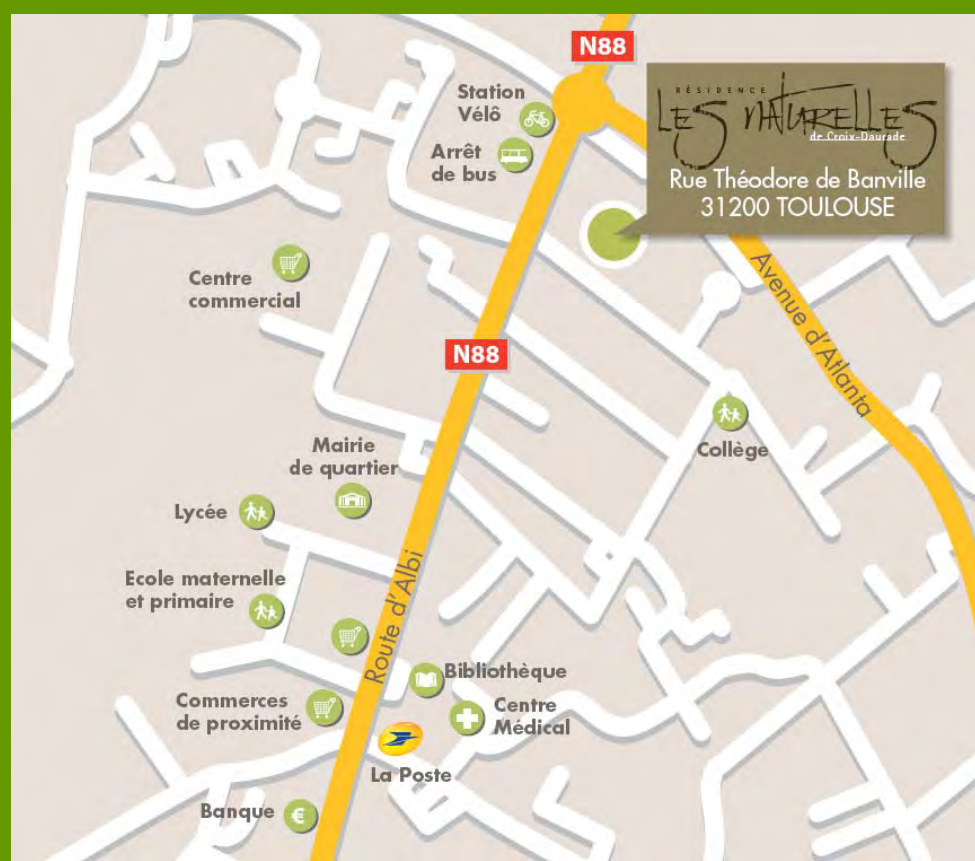 N88
Station
Vélô
Arrêt
de bus
RÉSIDENCE
LES NATURELLES
de Croix-Daurade
Rue Théodore de Banville
31200 TOULOUSE
Centre
commercial
Avenue d'Atlanta
N88
Mairie
de quartier
Collège
Lycée
Ecole maternelle
et primaire
Route d'Albi
Bibliothèque
Commerces
de proximité
Centre
Médical
La Poste
Banque
€